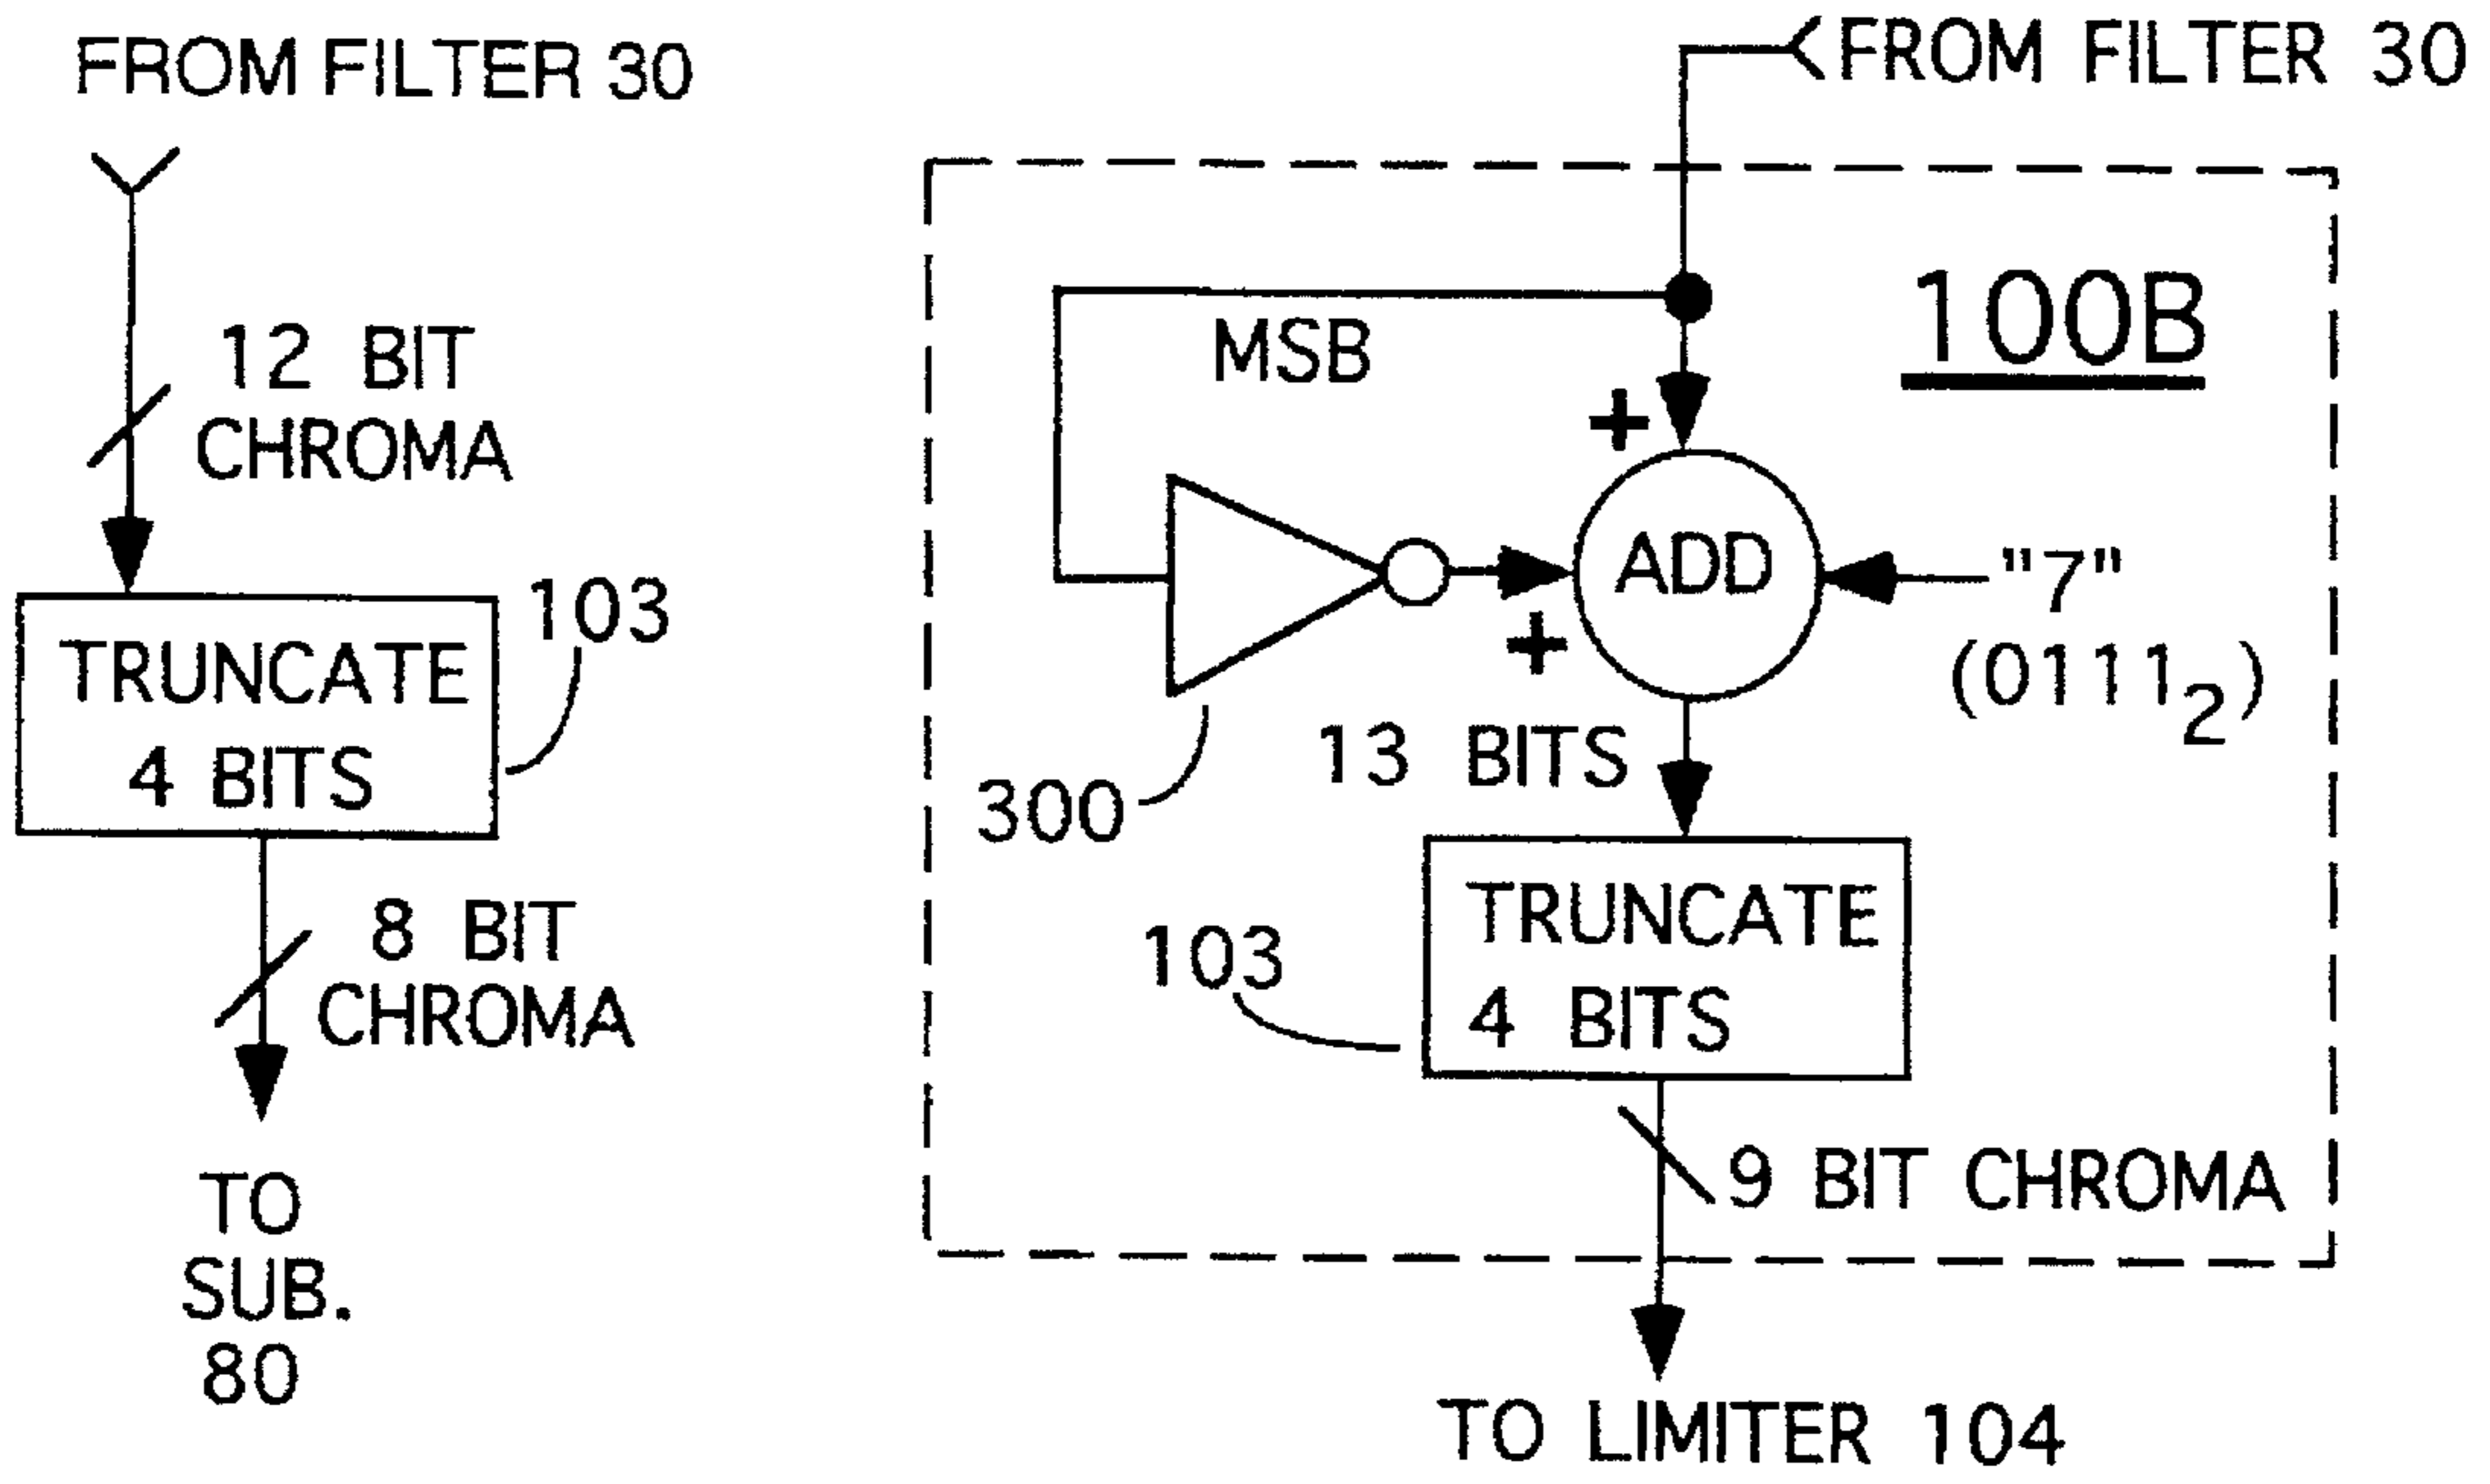 FROM FILTER 30
12 BIT
CHROMA
TRUNCATE
4 BITS
103
8 BIT
CHROMA
TO
SUB.
80
FROM FILTER 30
100B
MSB
+
ADD
+
"7"
(0111₂)
300
13 BITS
TRUNCATE
4 BITS
103
9 BIT CHROMA
TO LIMITER 104